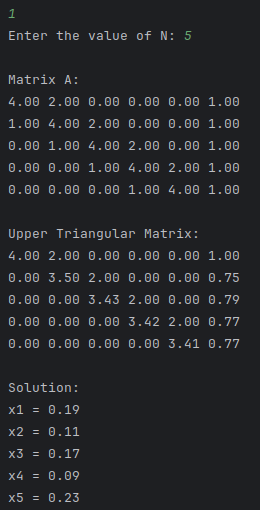 1
Enter the value of N: 5
Matrix A:
4.00 2.00 0.00 0.00 0.00 1.00
1.00 4.00 2.00 0.00 0.00 1.00
0.00 1.00 4.00 2.00 0.00 1.00
0.00 0.00 1.00 4.00 2.00 1.00
0.00 0.00 0.00 1.00 4.00 1.00
Upper Triangular Matrix:
4.00 2.00 0.00 0.00 0.00 1.00
0.00 3.50 2.00 0.00 0.00 0.75
0.00 0.00 3.43 2.00 0.00 0.79
0.00 0.00 0.00 3.42 2.00 0.77
0.00 0.00 0.00 0.00 3.41 0.77
Solution:
x1 = 0.19
x2 = 0.11
x3 = 0.17
x4 = 0.09
x5 = 0.23